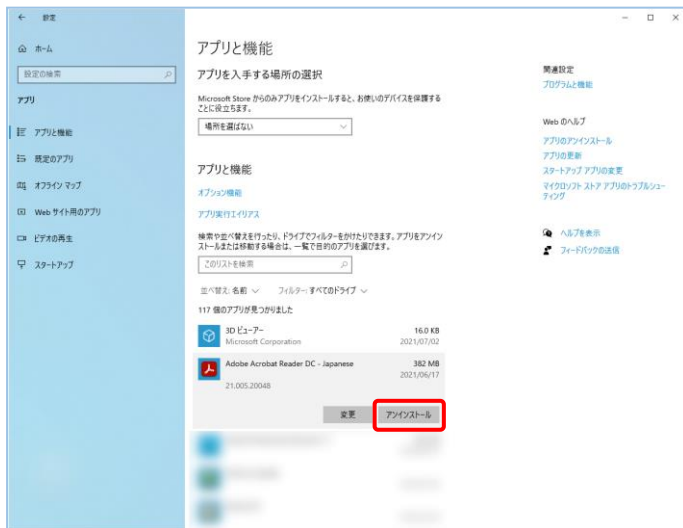 ← 設定
ホーム
設定の検索
アプリ
アプリと機能
既定のアプリ
オフライン マップ
Web サイト用のアプリ
ビデオの再生
スタートアップ
アプリと機能
アプリを入手する場所の選択
Microsoft Store からのみアプリをインストールすると、お使いのデバイスを保護する
ことに役立ちます。
場所を選ばない
アプリと機能
オプション機能
アプリ実行エイリアス
検索や並べ替えを行ったり、ドライブでフィルターをかけたりできます。アプリをアンイン
ストールまたは移動する場合は、一覧で目的のアプリを選びます。
このリストを検索
並べ替え: 名前 フィルター: すべてのドライブ
117 個のアプリが見つかりました
3D ビューアー 16.0 KB
Microsoft Corporation 2021/07/02
Adobe Acrobat Reader DC - Japanese 382 MB
2021/06/17
21.005.20048
変更 アンインストール
関連設定
プログラムと機能
Web のヘルプ
アプリのアンインストール
アプリの更新
スタートアップ アプリの変更
マイクロソフト ストア アプリのトラブルシュー
ティング
ヘルプを表示
フィードバックの送信